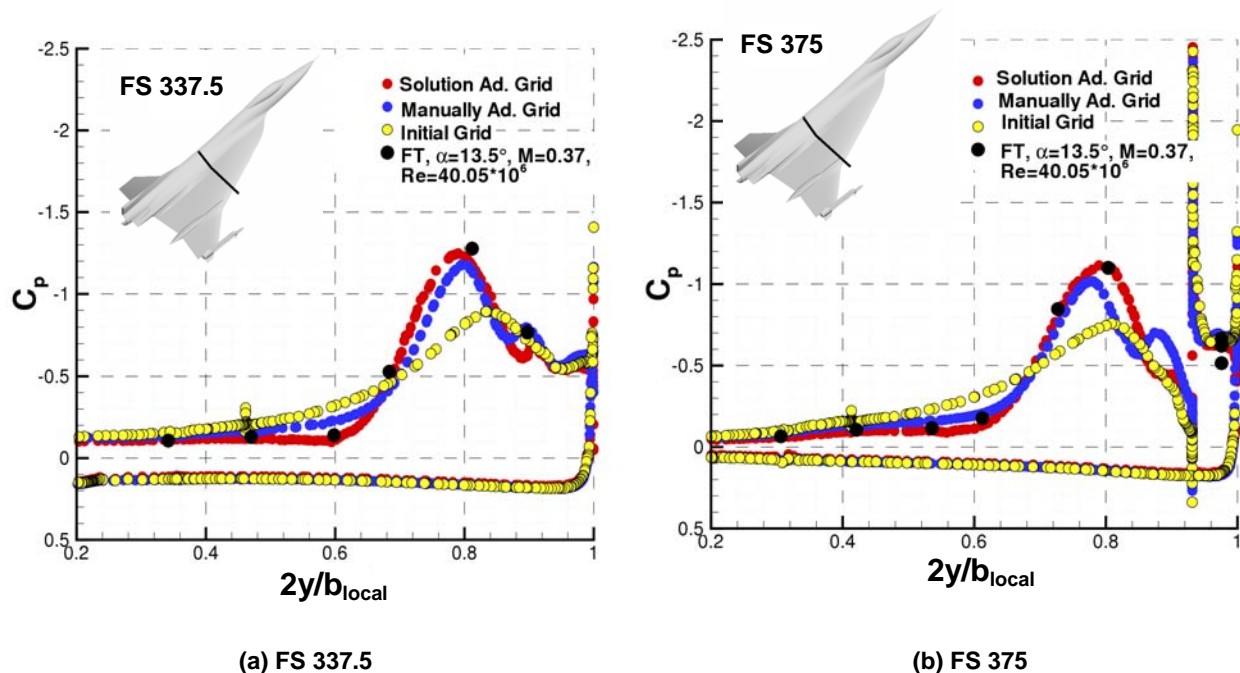 FS 337.5
Solution Ad. Grid
Manually Ad. Grid
Initial Grid
FT, α=13.5°, M=0.37,
Re=40.05*10⁶
-2.5
-2
-1.5
-1
-0.5
0
0.5
Cₚ
0.2
0.4
0.6
0.8
1
2y/b_local
(a) FS 337.5
FS 375
Solution Ad. Grid
Manually Ad. Grid
Initial Grid
FT, α=13.5°, M=0.37,
Re=40.05*10⁶
-2.5
-2
-1.5
-1
-0.5
0
0.5
Cₚ
0.2
0.4
0.6
0.8
1
2y/b_local
(b) FS 375